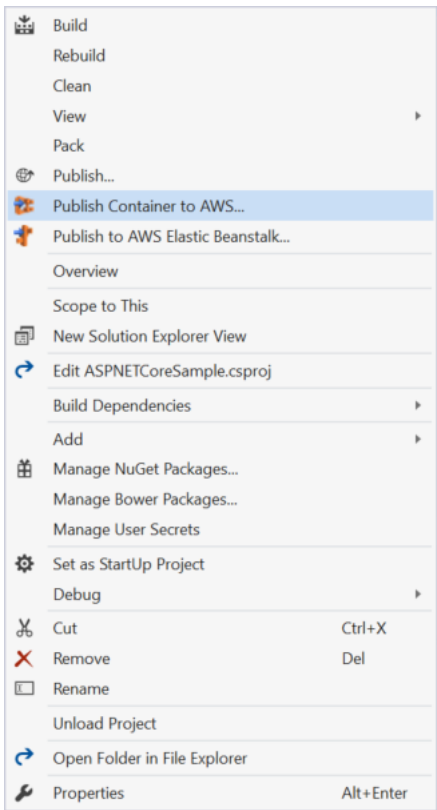 Build
Rebuild
Clean
View
Pack
Publish...
Publish Container to AWS...
Publish to AWS Elastic Beanstalk...
Overview
Scope to This
New Solution Explorer View
Edit ASPNETCoreSample.csproj
Build Dependencies
Add
Manage NuGet Packages...
Manage Bower Packages...
Manage User Secrets
Set as StartUp Project
Debug
Cut Ctrl+X
Remove Del
Rename
Unload Project
Open Folder in File Explorer
Properties Alt+Enter